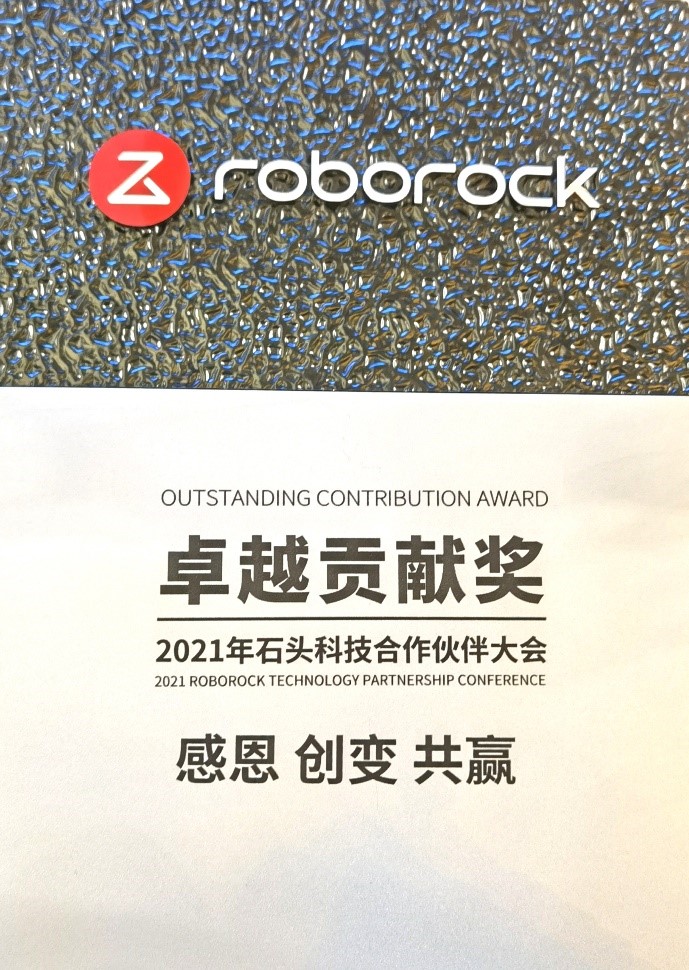 roborock
OUTSTANDING CONTRIBUTION AWARD
卓越贡献奖
2021年石头科技合作伙伴大会
2021 ROBOROCK TECHNOLOGY PARTNERSHIP CONFERENCE
感恩 创变 共赢